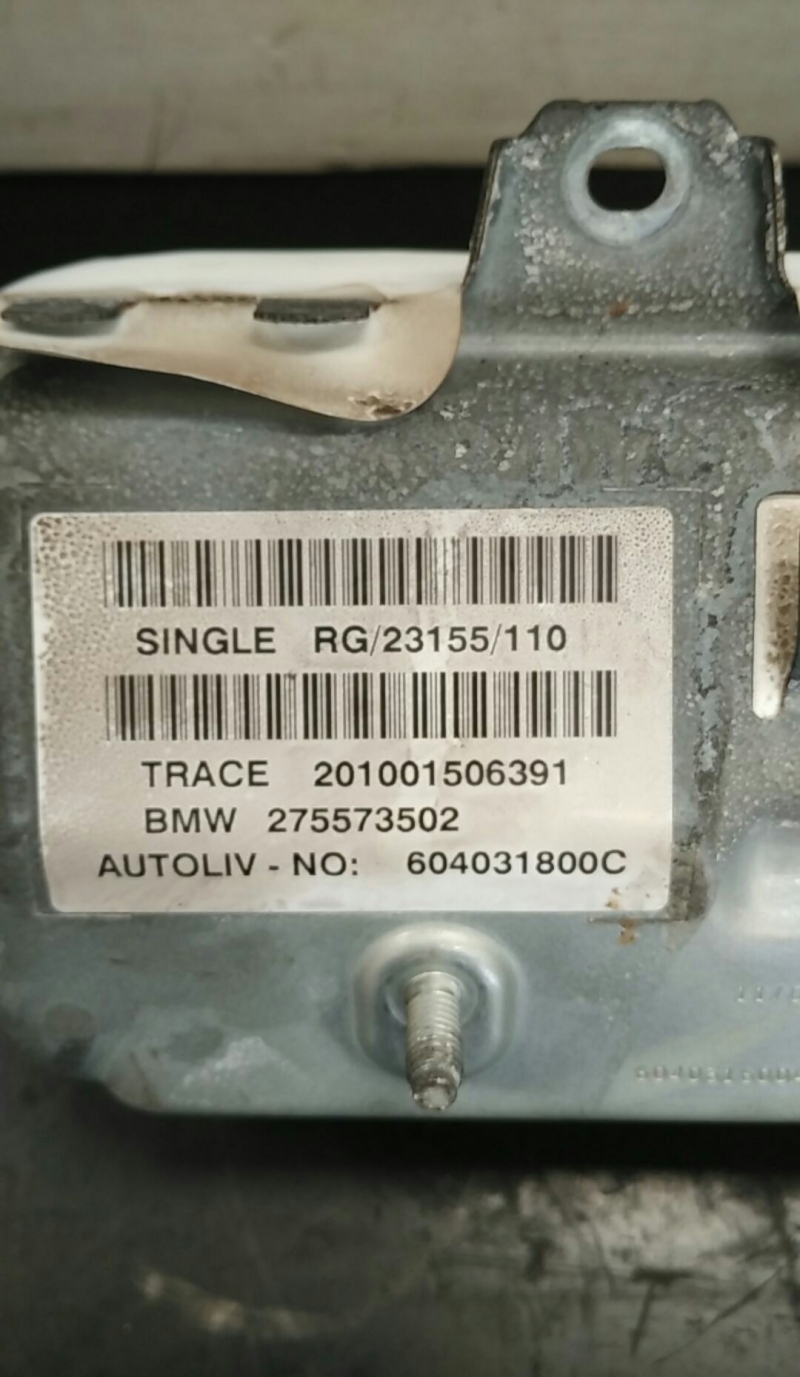 SINGLE RG/23155/110
TRACE 201001506391
BMW 275573502
AUTOLIV - NO: 604031800C